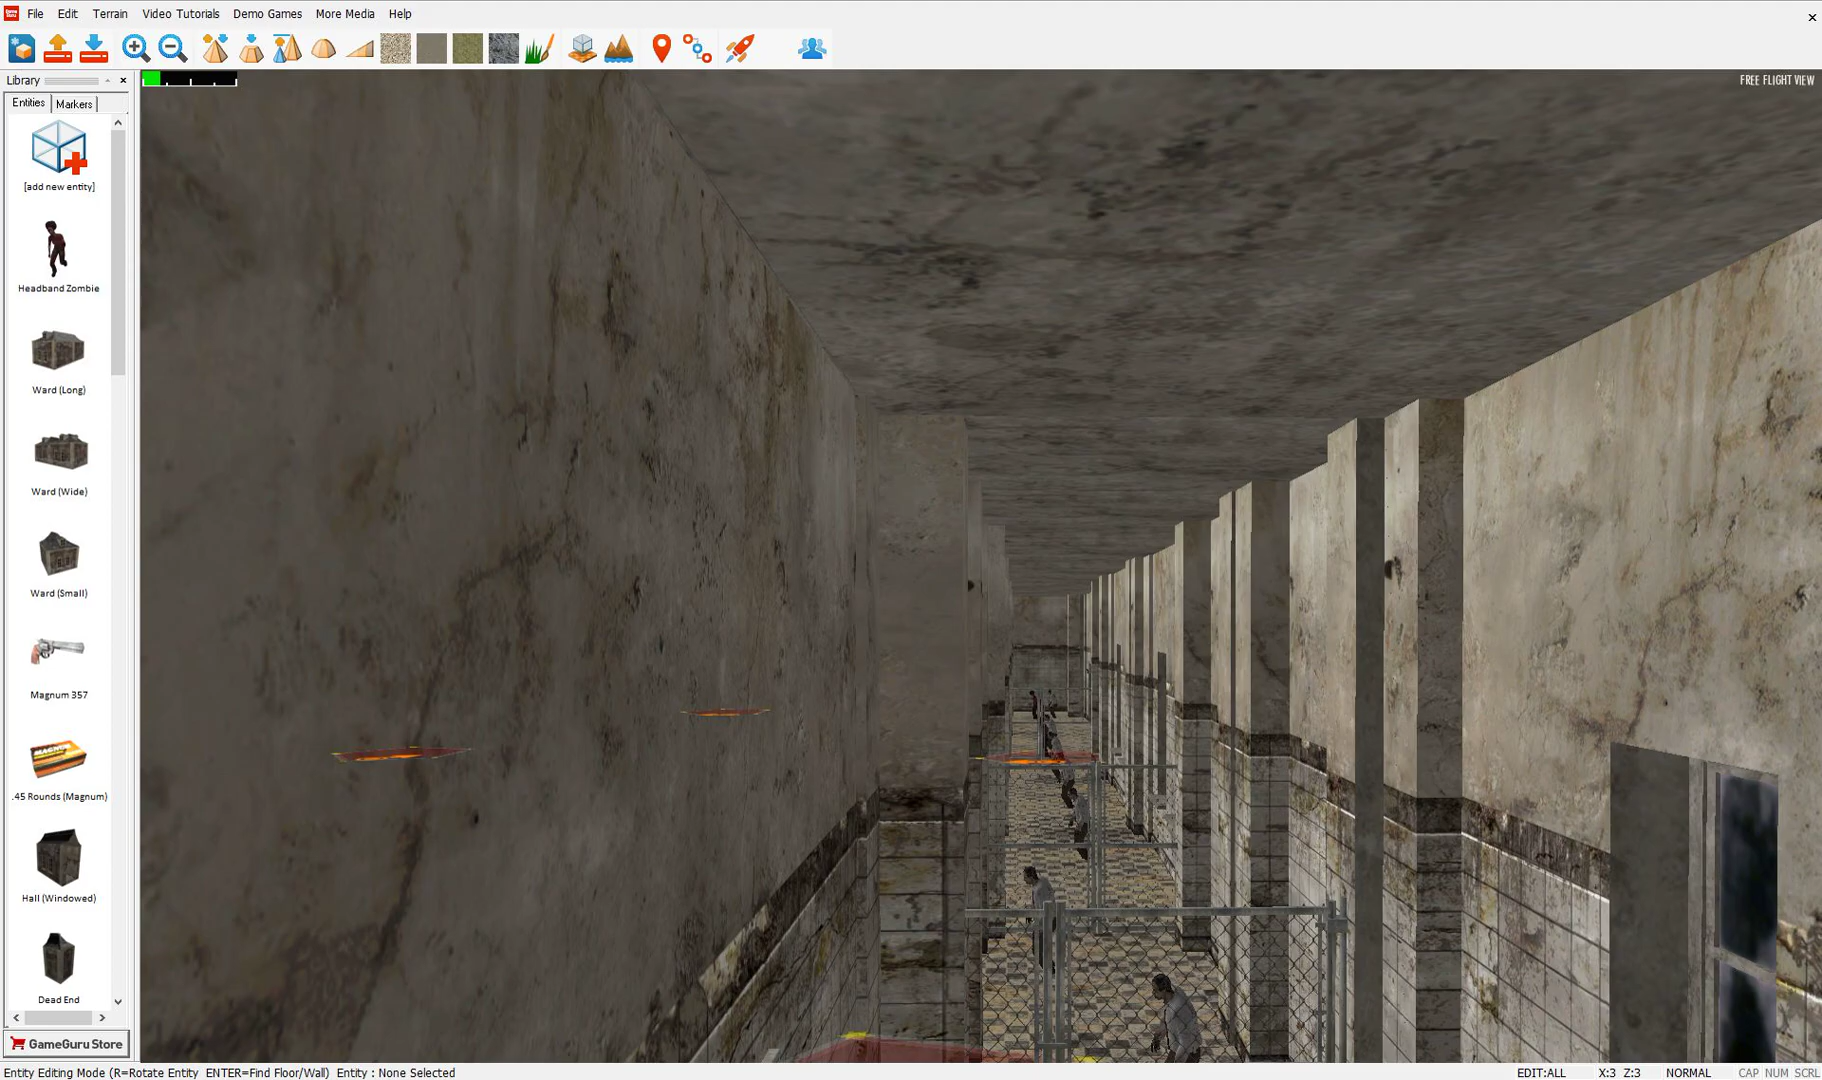 File Edit Terrain Video Tutorials Demo Games More Media Help
Library
FREE FLIGHT VIEW
Entities Markers
[add new entity]
Headband Zombie
Ward (Long)
Ward (Wide)
Ward (Small)
Magnum 357
MAGNUM
.45 Rounds (Magnum)
Hall (Windowed)
Dead End
GameGuru Store
Entity Editing Mode (R=Rotate Entity ENTER=Find Floor/Wall) Entity : None Selected EDIT:ALL X:3 Z:3 NORMAL CAP NUM SCRL